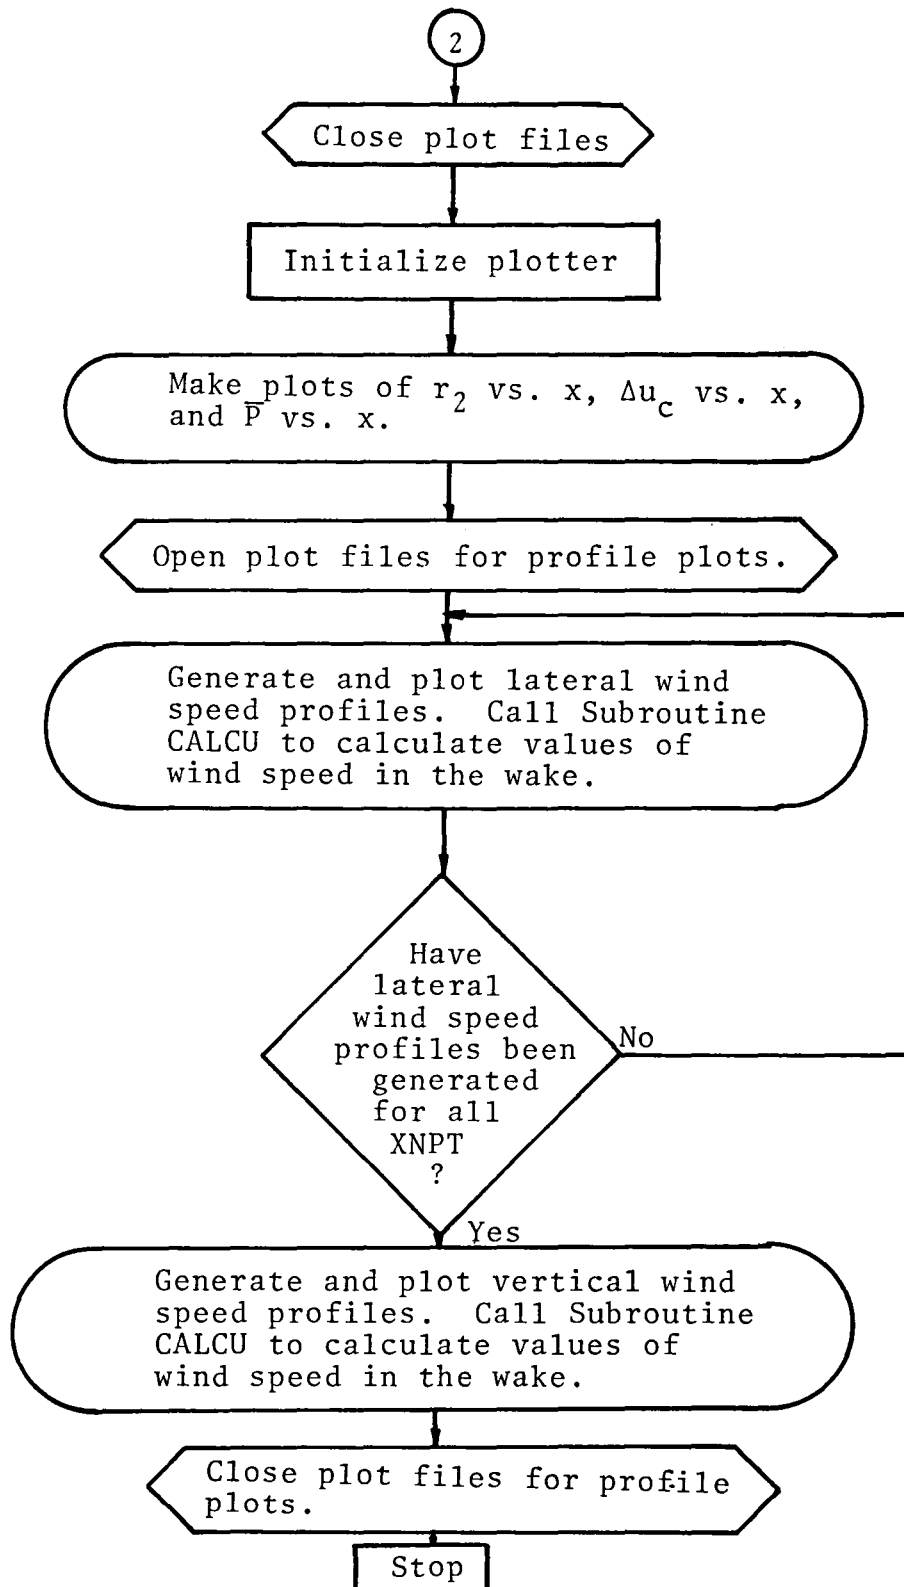 2
Close plot files
Initialize plotter
Make plots of r₂ vs. x, Δu_c vs. x,
and P̅ vs. x.
Open plot files for profile plots.
Generate and plot lateral wind
speed profiles. Call Subroutine
CALCU to calculate values of
wind speed in the wake.
Have
lateral
wind speed
profiles been
generated
for all
XNPT
?
No
Yes
Generate and plot vertical wind
speed profiles. Call Subroutine
CALCU to calculate values of
wind speed in the wake.
Close plot files for profile
plots.
Stop